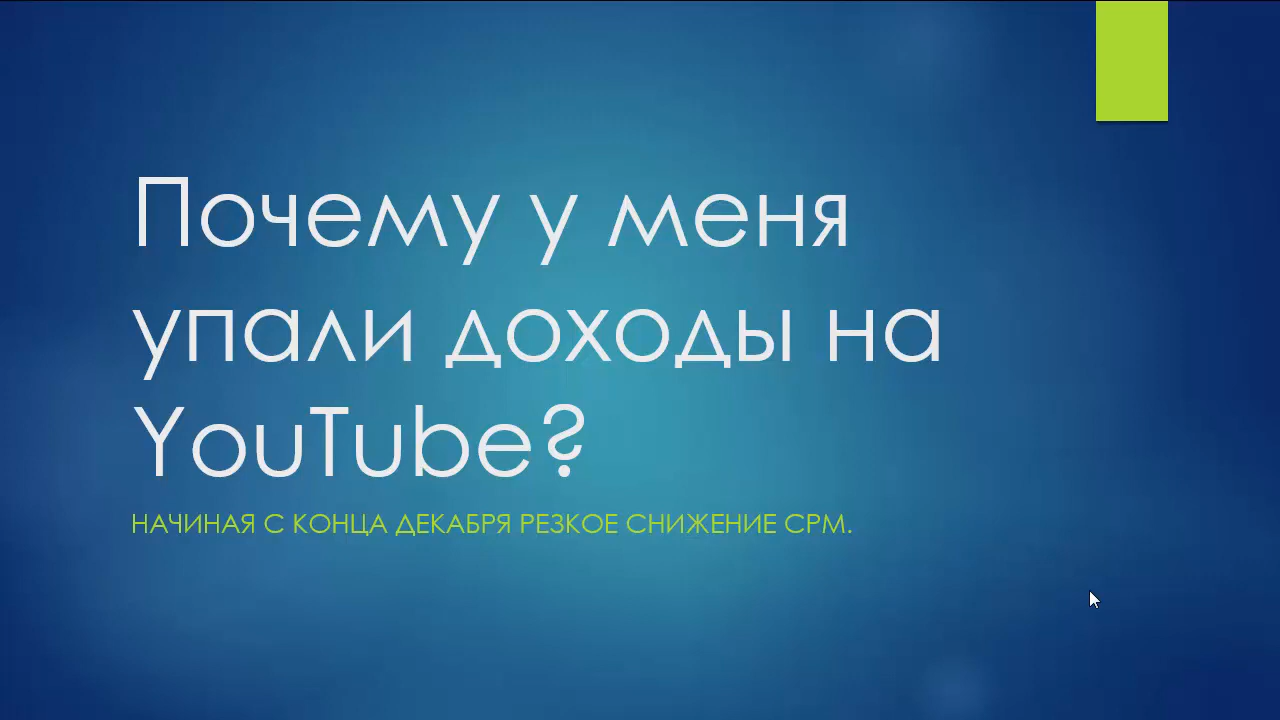 Почему у меня
упали доходы на
YouTube?
НАЧИНАЯ С КОНЦА ДЕКАБРЯ РЕЗКОЕ СНИЖЕНИЕ CPM.